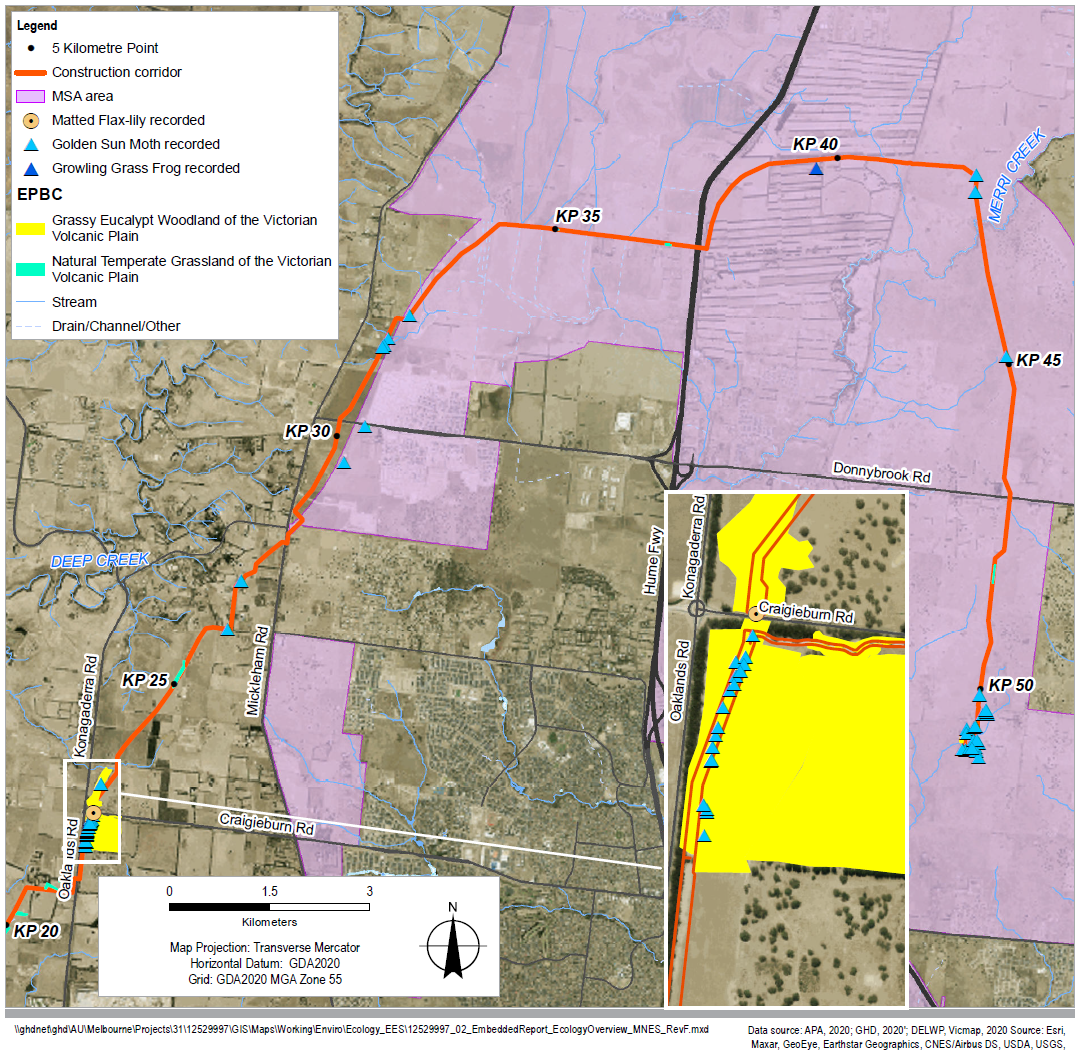 Legend
5 Kilometre Point
Construction corridor
MSA area
Matted Flax-lily recorded
Golden Sun Moth recorded
Growling Grass Frog recorded
EPBC
Grassy Eucalypt Woodland of the Victorian
Volcanic Plain
Natural Temperate Grassland of the Victorian
Volcanic Plain
Stream
Drain/Channel/Other
KP 40
MERRI CREEK
KP 35
KP 45
KP 30
Donnybrook Rd
DEEP CREEK
Hume Fwy
Konagaderra Rd
Craigieburn Rd
Oaklands Rd
Mickleham Rd
Konagaderra Rd
KP 25
KP 50
Craigieburn Rd
Oaklands Rd
KP 20
0 1.5 3
Kilometers
Map Projection: Transverse Mercator
Horizontal Datum: GDA2020
Grid: GDA2020 MGA Zone 55
N
\\ghdnet\ghd\AU\Melbourne\Projects\31\12529997\GIS\Maps\Working\Enviro\Ecology_EES\12529997_02_EmbeddedReport_EcologyOverview_MNES_RevF.mxd
Data source: APA, 2020; GHD, 2020'; DELWP, Vicmap, 2020 Source: Esri,
Maxar, GeoEye, Earthstar Geographics, CNES/Airbus DS, USDA, USGS,